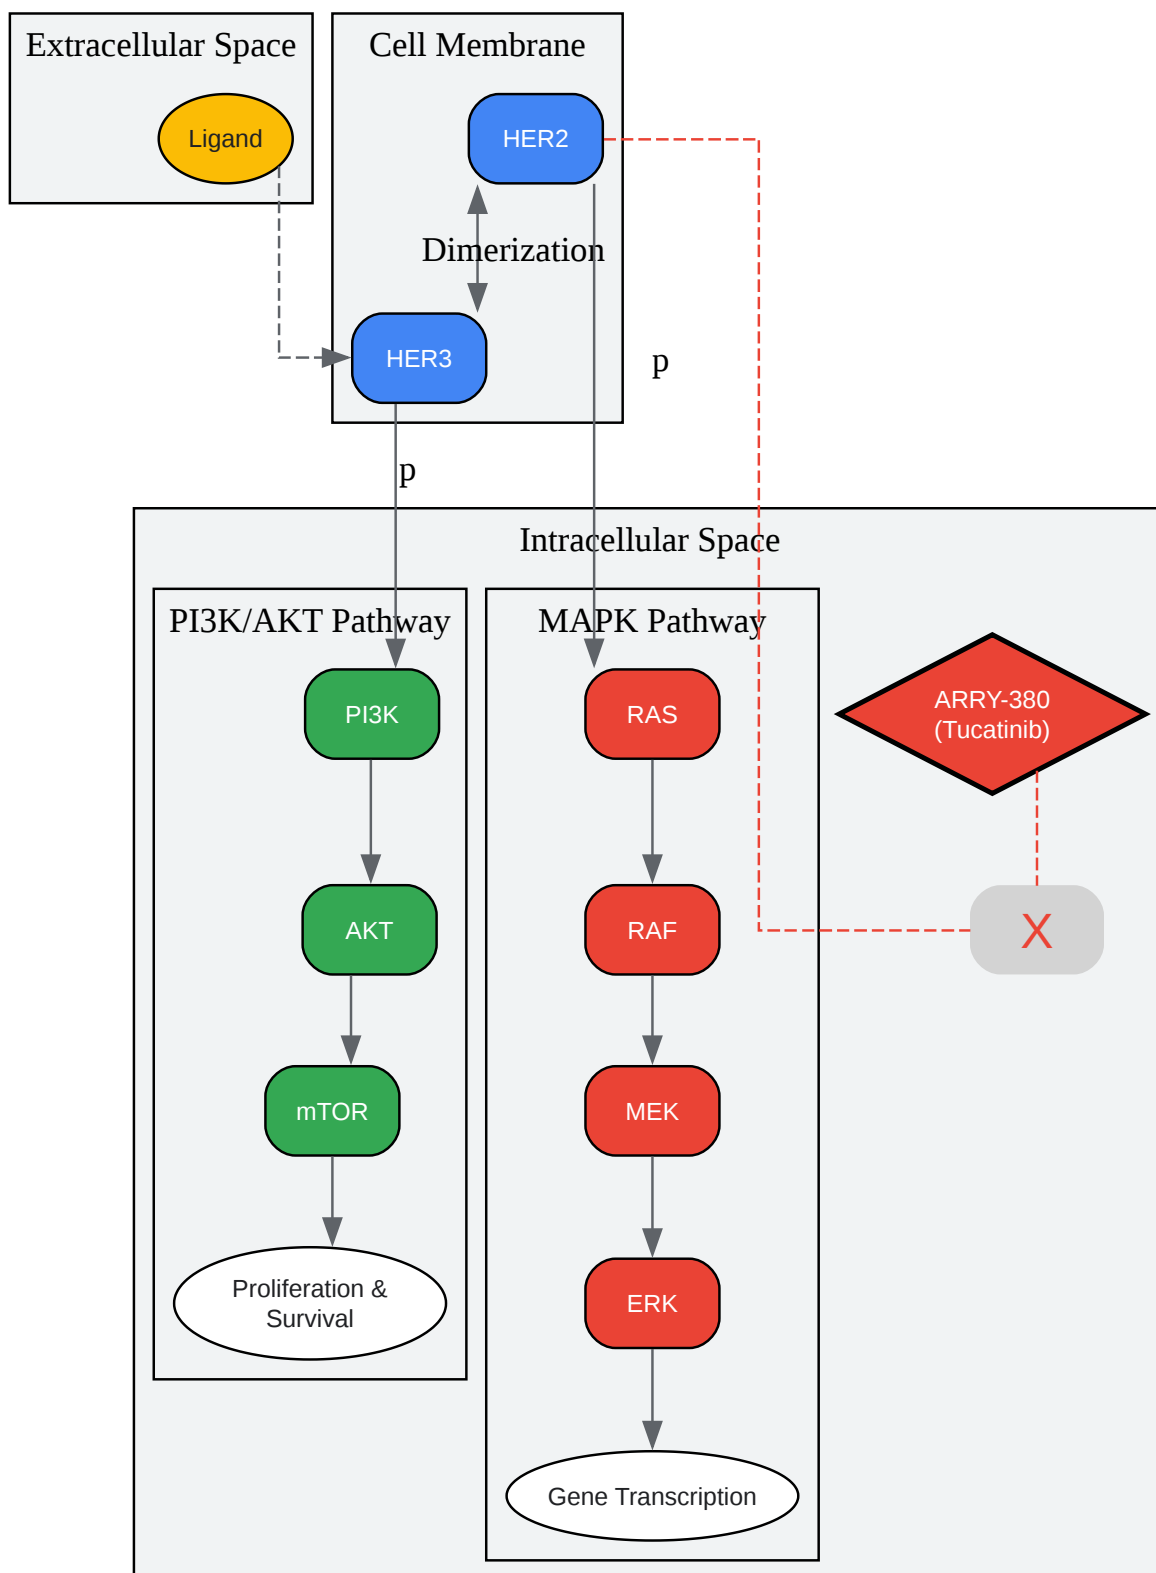 Extracellular Space
Cell Membrane
Ligand
HER2
Dimerization
HER3
p
p
Intracellular Space
PI3K/AKT Pathway
MAPK Pathway
PI3K
RAS
ARRY-380
(Tucatinib)
AKT
RAF
X
mTOR
MEK
Proliferation &
Survival
ERK
Gene Transcription